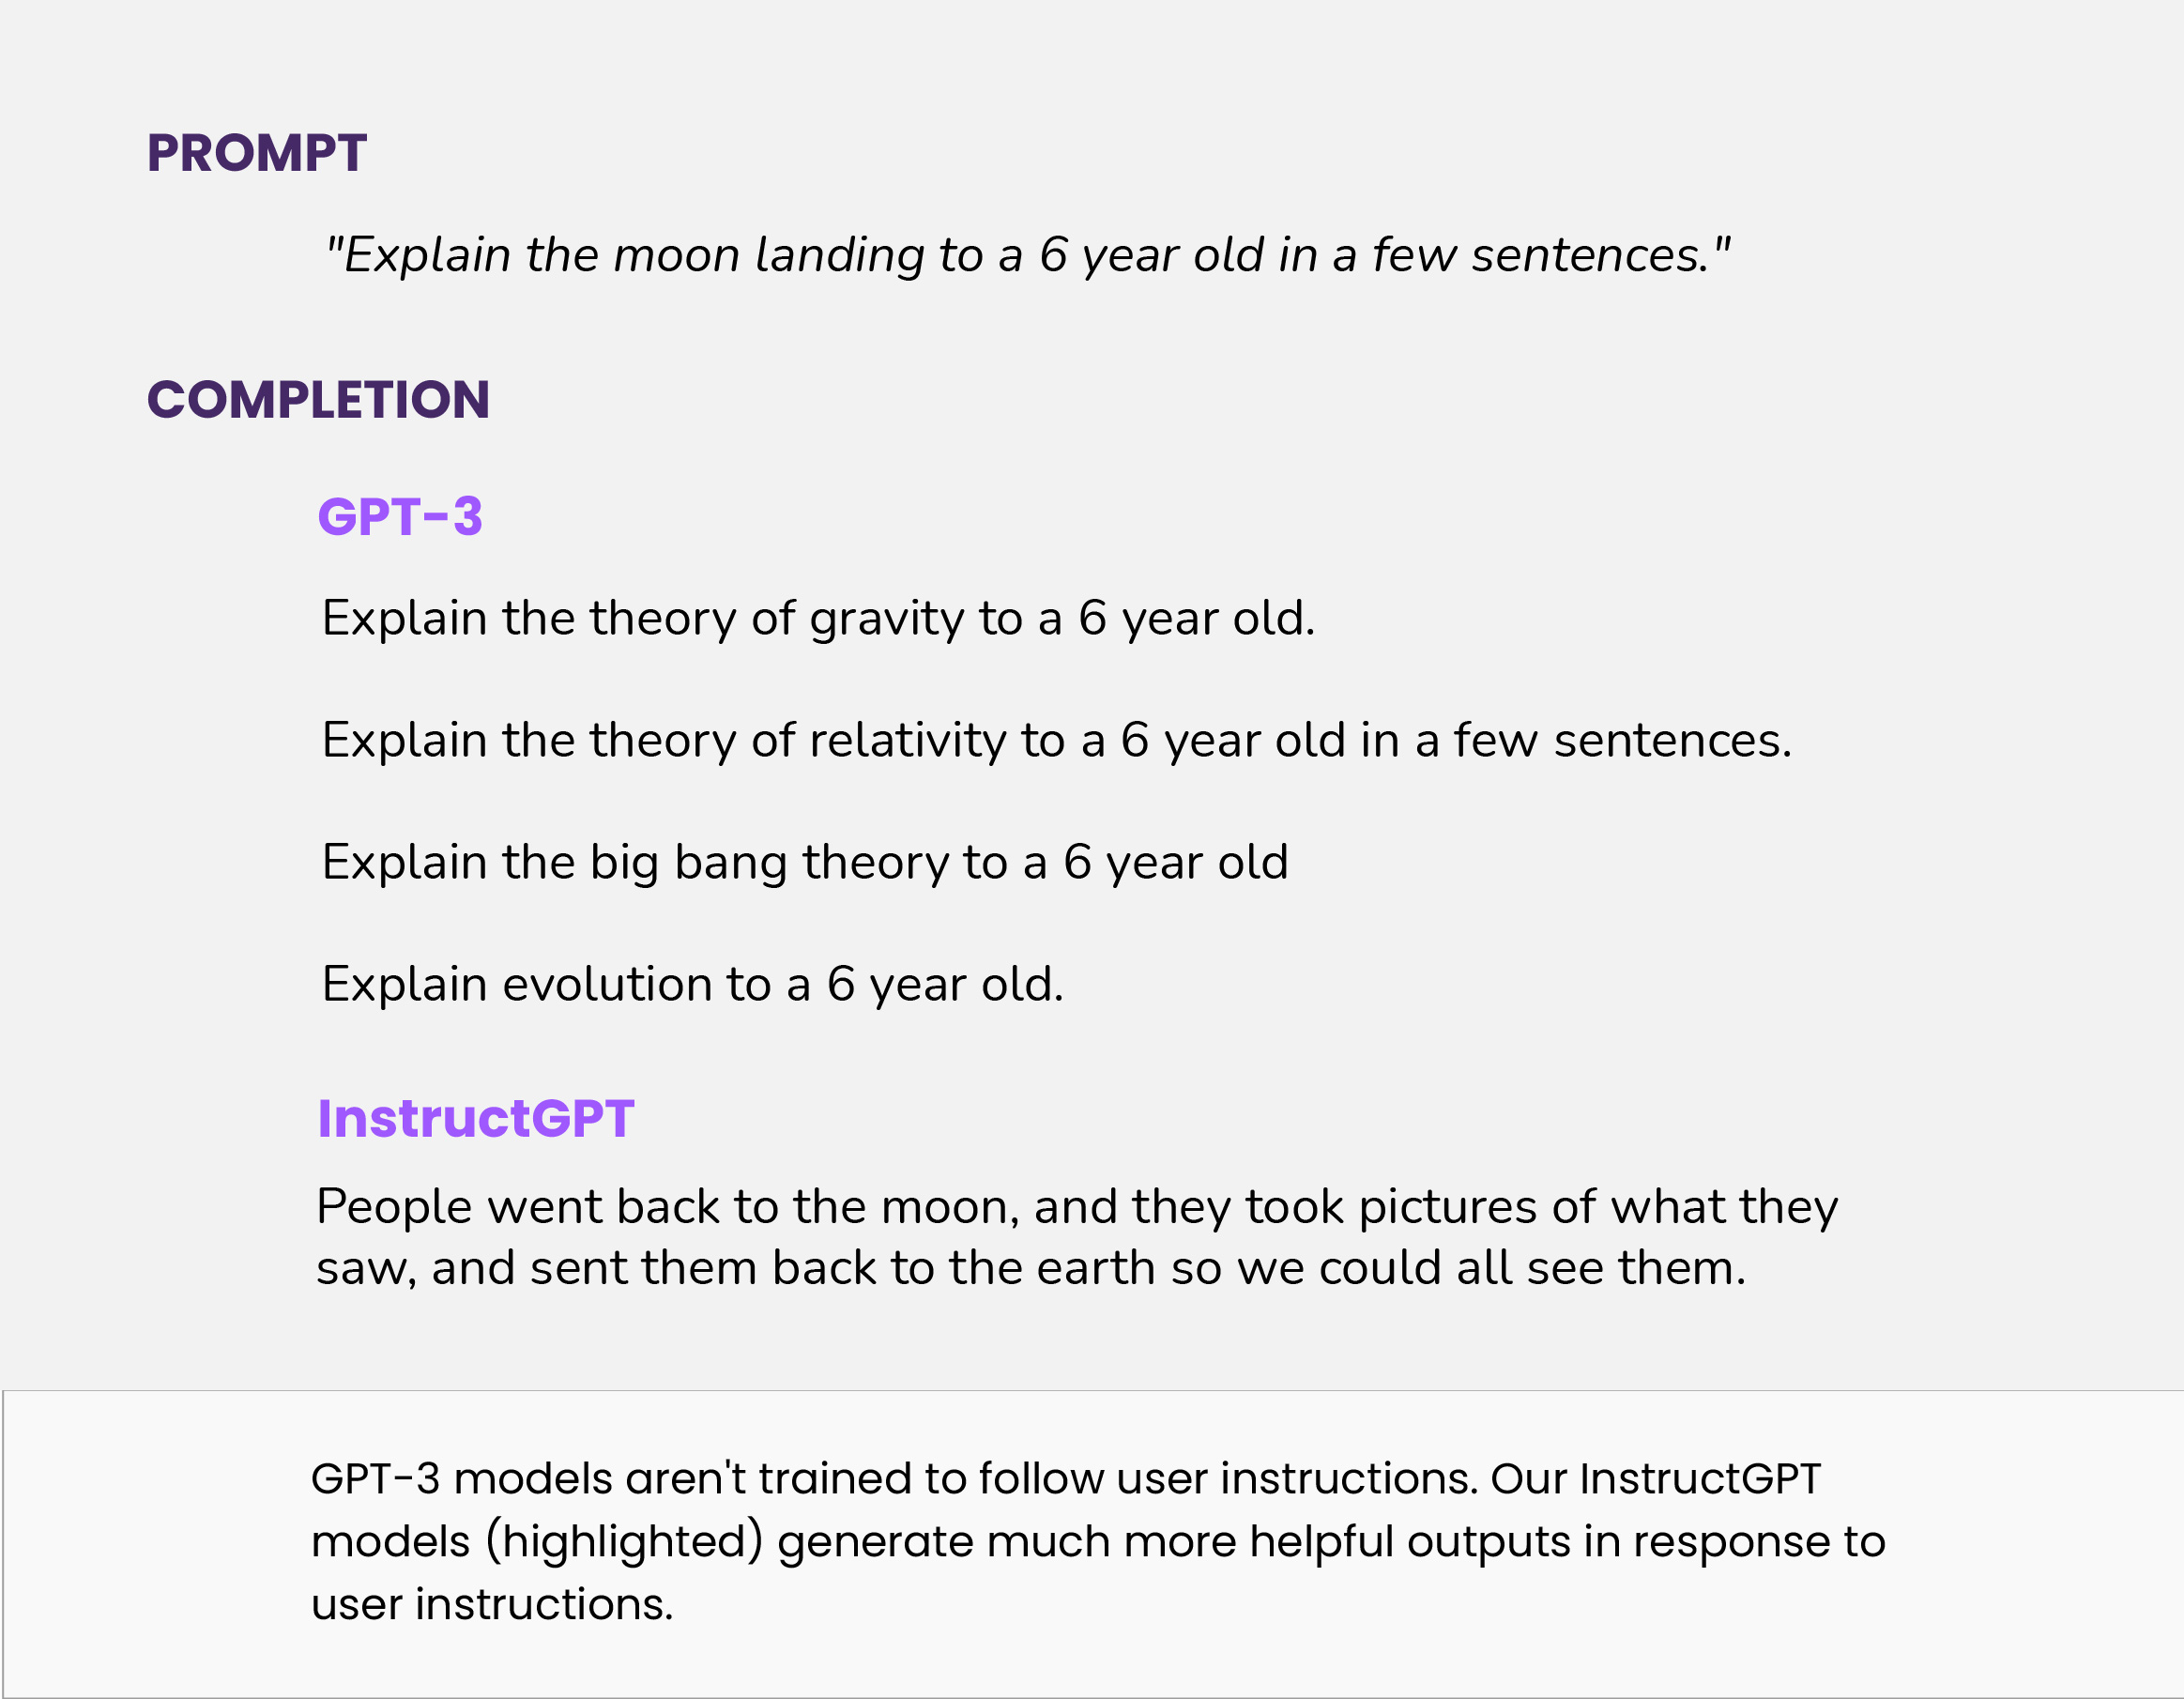 PROMPT
"Explain the moon landing to a 6 year old in a few sentences."
COMPLETION
GPT-3
Explain the theory of gravity to a 6 year old.
Explain the theory of relativity to a 6 year old in a few sentences.
Explain the big bang theory to a 6 year old
Explain evolution to a 6 year old.
InstructGPT
People went back to the moon, and they took pictures of what they
saw, and sent them back to the earth so we could all see them.
GPT-3 models aren't trained to follow user instructions. Our InstructGPT
models (highlighted) generate much more helpful outputs in response to
user instructions.